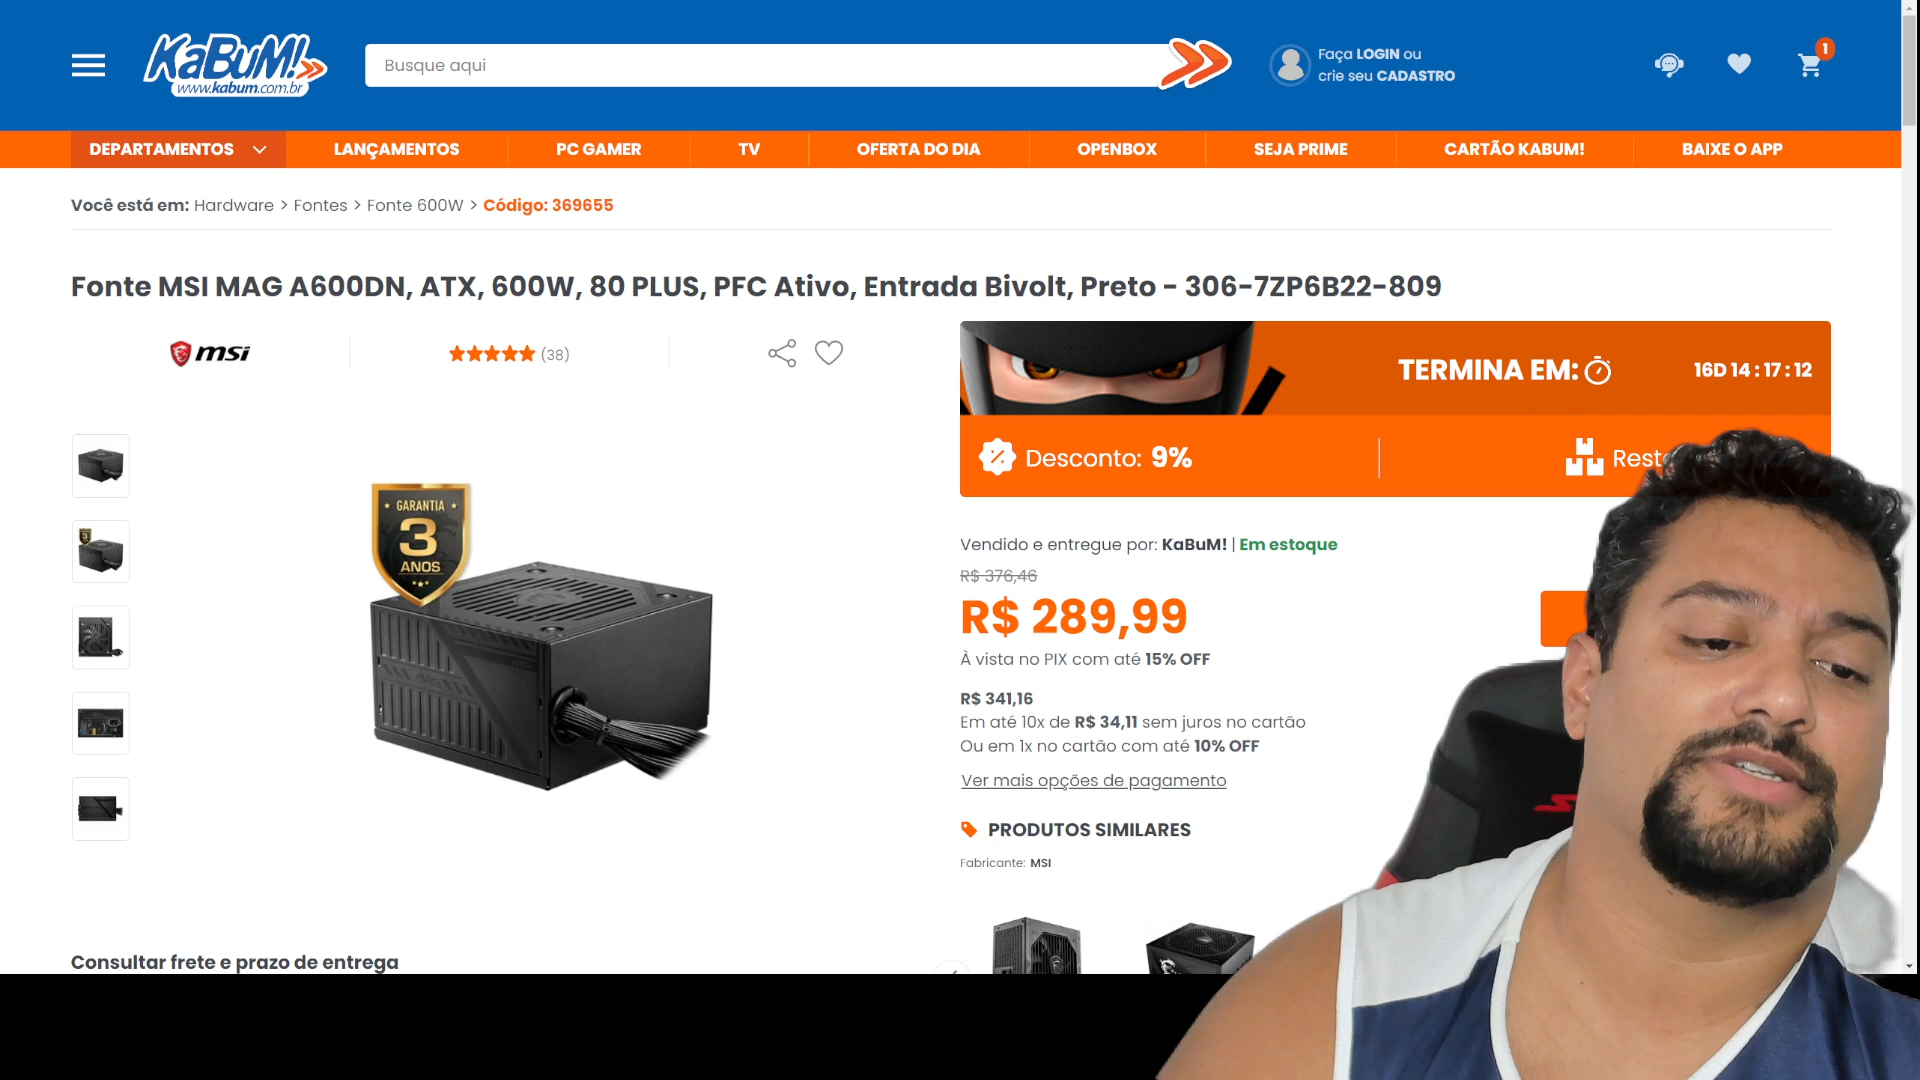 KaBuM!
www.kabum.com.br
Busque aqui
Faça LOGIN ou
crie seu CADASTRO
1
DEPARTAMENTOS
LANÇAMENTOS
PC GAMER
TV
OFERTA DO DIA
OPENBOX
SEJA PRIME
CARTÃO KABUM!
BAIXE O APP
Você está em: Hardware > Fontes > Fonte 600W > Código: 369655
Fonte MSI MAG A600DN, ATX, 600W, 80 PLUS, PFC Ativo, Entrada Bivolt, Preto - 306-7ZP6B22-809
msi
(38)
TERMINA EM:
16D 14 : 17 : 12
Desconto: 9%
GARANTIA
3
ANOS
Vendido e entregue por: KaBuM! | Em estoque
R$ 376,46
R$ 289,99
À vista no PIX com até 15% OFF
R$ 341,16
Em até 10x de R$ 34,11 sem juros no cartão
Ou em 1x no cartão com até 10% OFF
Ver mais opções de pagamento
PRODUTOS SIMILARES
Fabricante: MSI
Consultar frete e prazo de entrega